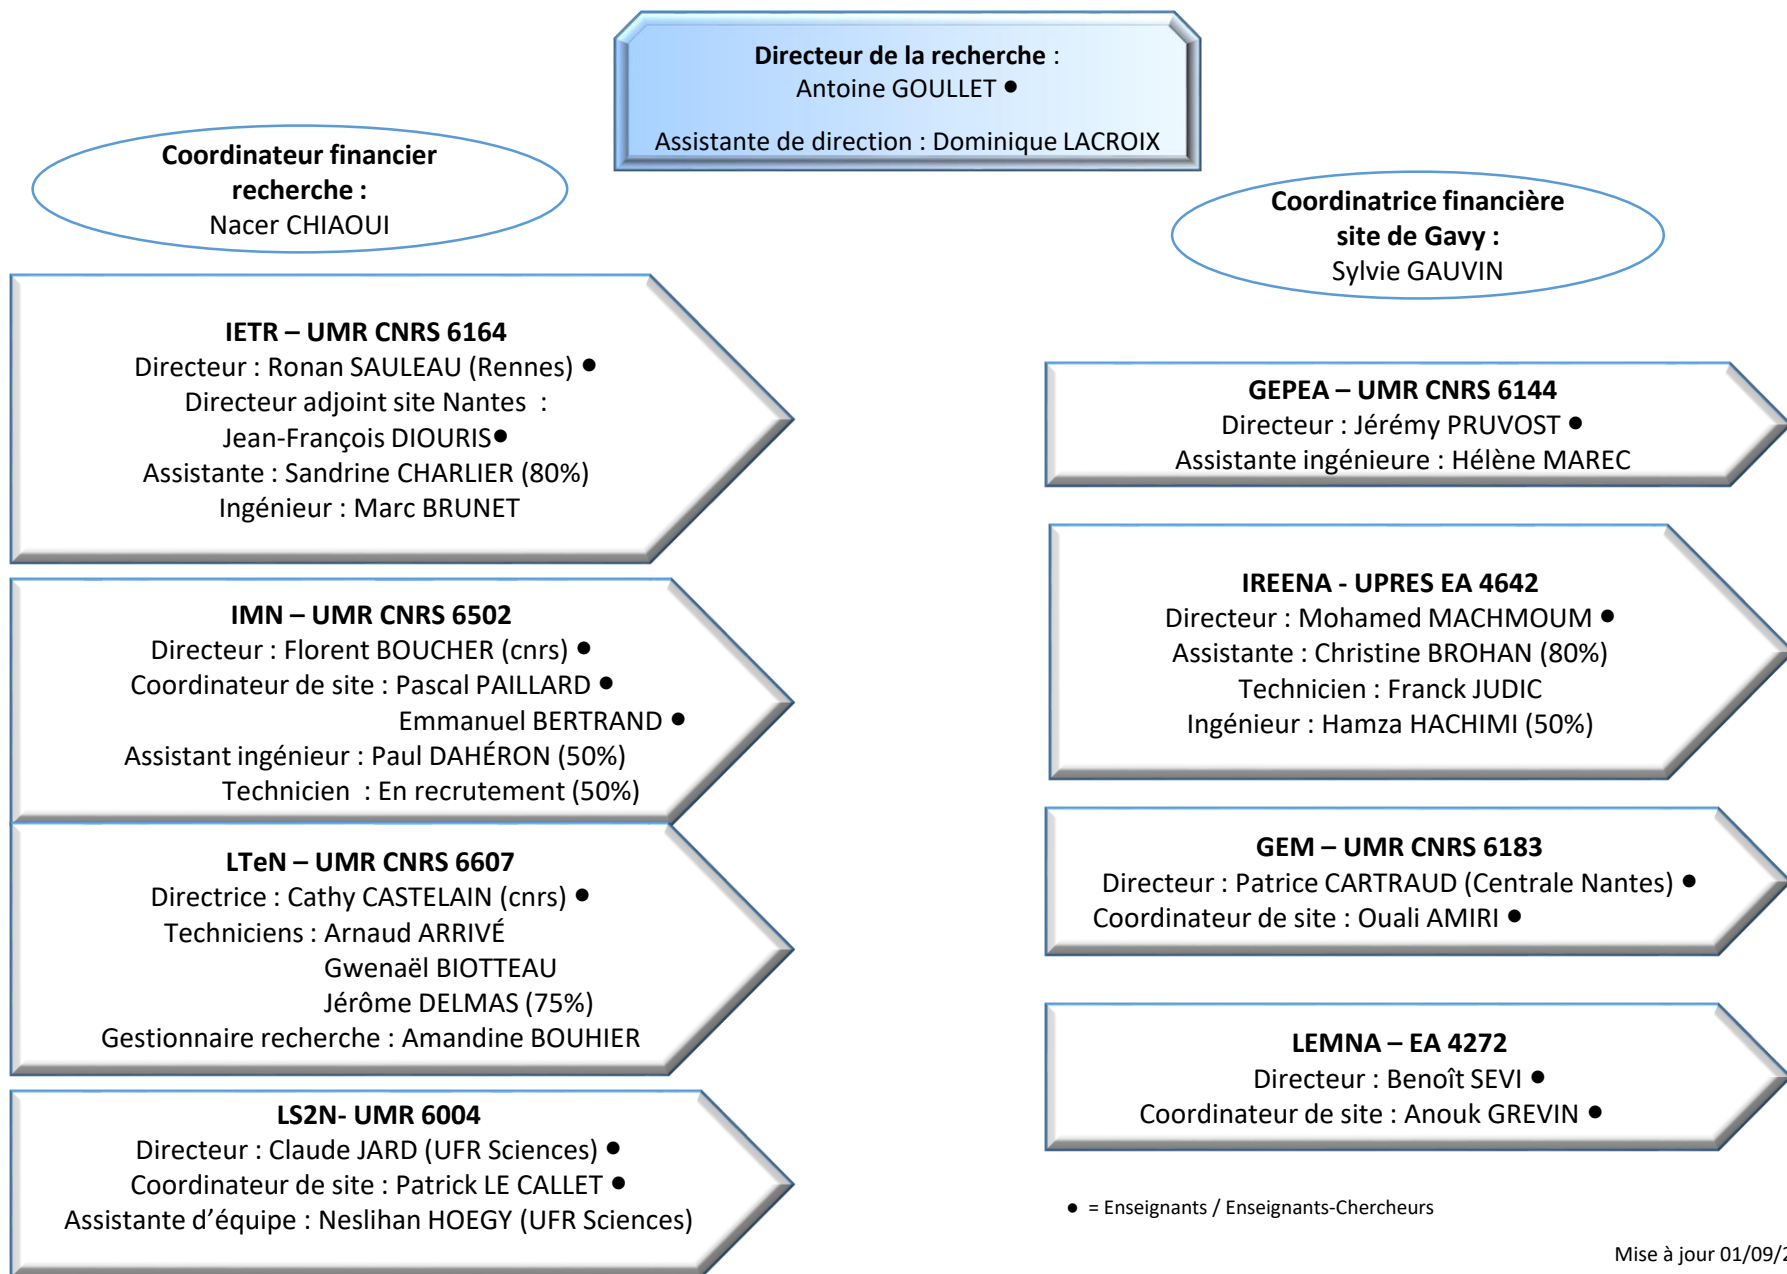 Directeur de la recherche :
Antoine GOULLET ●
Assistante de direction : Dominique LACROIX
Coordinateur financier
recherche :
Nacer CHIAOUI
Coordinatrice financière
site de Gavy :
Sylvie GAUVIN
IETR – UMR CNRS 6164
Directeur : Ronan SAULEAU (Rennes) ●
Directeur adjoint site Nantes  :
Jean-François DIOURIS●
Assistante : Sandrine CHARLIER (80%)
Ingénieur : Marc BRUNET
IMN – UMR CNRS 6502
Directeur : Florent BOUCHER (cnrs) ●
Coordinateur de site : Pascal PAILLARD ●
Emmanuel BERTRAND ●
Assistant ingénieur : Paul DAHÉRON (50%)
Technicien  : En recrutement (50%)
LTeN – UMR CNRS 6607
Directrice : Cathy CASTELAIN (cnrs) ●
Techniciens : Arnaud ARRIVÉ
Gwenaël BIOTTEAU
Jérôme DELMAS (75%)
Gestionnaire recherche : Amandine BOUHIER
LS2N- UMR 6004
Directeur : Claude JARD (UFR Sciences) ●
Coordinateur de site : Patrick LE CALLET ●
Assistante d’équipe : Neslihan HOEGY (UFR Sciences)
GEPEA – UMR CNRS 6144
Directeur : Jérémy PRUVOST ●
Assistante ingénieure : Hélène MAREC
IREENA - UPRES EA 4642
Directeur : Mohamed MACHMOUM ●
Assistante : Christine BROHAN (80%)
Technicien : Franck JUDIC
Ingénieur : Hamza HACHIMI (50%)
GEM – UMR CNRS 6183
Directeur : Patrice CARTRAUD (Centrale Nantes) ●
Coordinateur de site : Ouali AMIRI ●
LEMNA – EA 4272
Directeur : Benoît SEVI ●
Coordinateur de site : Anouk GREVIN ●
● = Enseignants / Enseignants-Chercheurs
Mise à jour 01/09/2